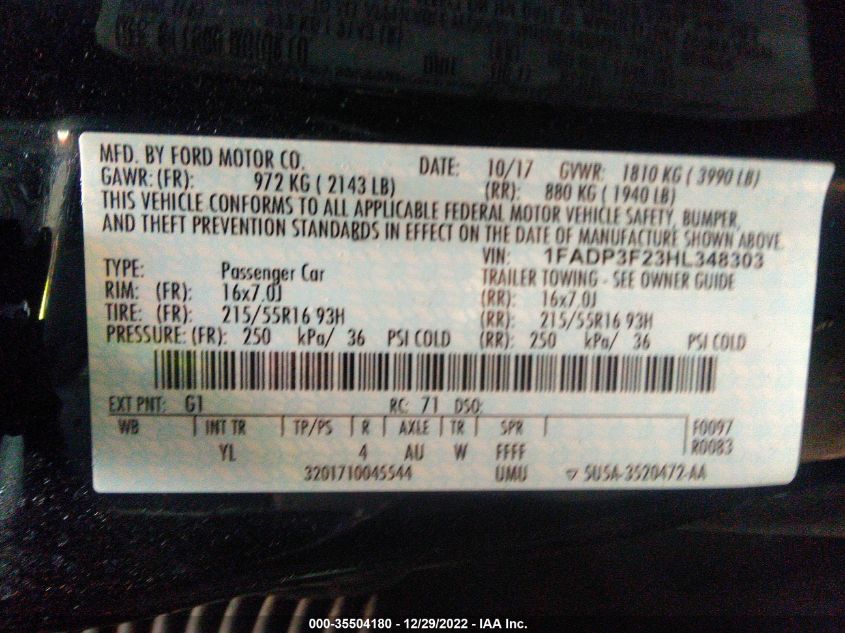 MFD. BY FORD MOTOR CO. DATE: 10/17 GVWR: 1810 KG ( 3990 LB)
GAWR: (FR): 972 KG ( 2143 LB) (RR): 880 KG ( 1940 LB)
THIS VEHICLE CONFORMS TO ALL APPLICABLE FEDERAL MOTOR VEHICLE SAFETY, BUMPER,
AND THEFT PREVENTION STANDARDS IN EFFECT ON THE DATE OF MANUFACTURE SHOWN ABOVE.
VIN: 1FADP3F23HL348303
TYPE: Passenger Car TRAILER TOWING - SEE OWNER GUIDE
RIM: (FR): 16x7.0J (RR): 16x7.0J
TIRE: (FR): 215/55R16 93H (RR): 215/55R16 93H
PRESSURE: (FR): 250 kPa/ 36 PSI COLD (RR): 250 kPa/ 36 PSI COLD
EXT PNT: G1 RC: 71 DSO:
WB INT TR TP/PS R AXLE TR SPR F0097
YL 4 AU W FFFF R0083
3201710045544 UMU 5U5A-3520472-AA
000-35504180 - 12/29/2022 - IAA Inc.